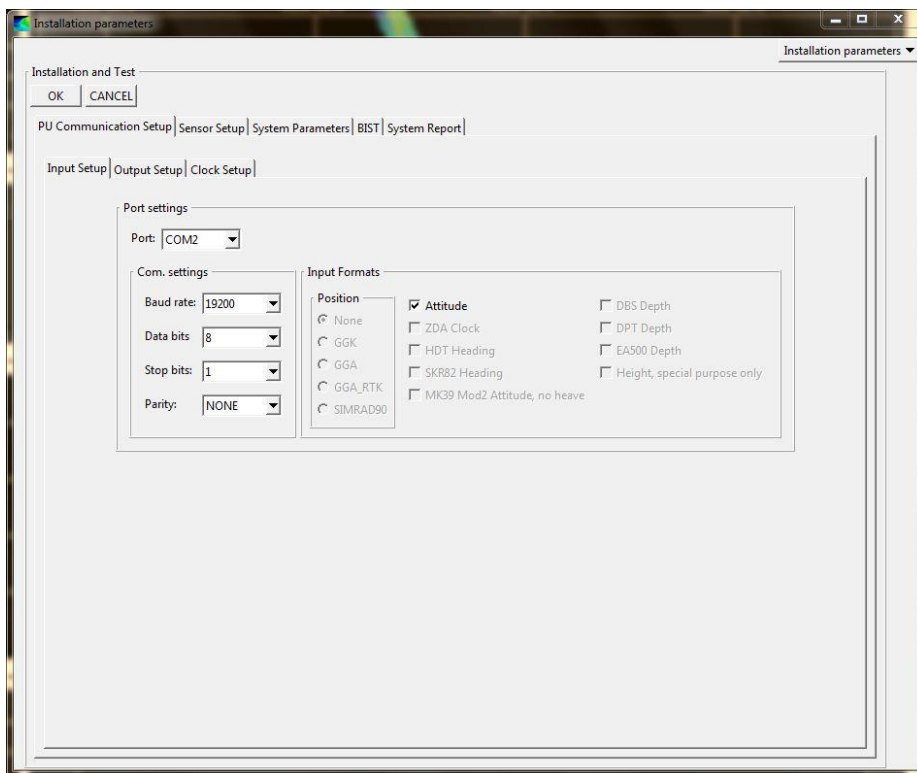 Installation parameters
Installation parameters
Installation and Test
OK CANCEL
PU Communication Setup Sensor Setup System Parameters BIST System Report
Input Setup Output Setup Clock Setup
Port settings
Port: COM2
Com. settings
Baud rate: 19200
Data bits 8
Stop bits: 1
Parity: NONE
Input Formats
Position
None
GGK
GGA
GGA_RTK
SIMRAD90
Attitude
ZDA Clock
HDT Heading
SKR82 Heading
MK39 Mod2 Attitude, no heave
DBS Depth
DPT Depth
EA500 Depth
Height, special purpose only